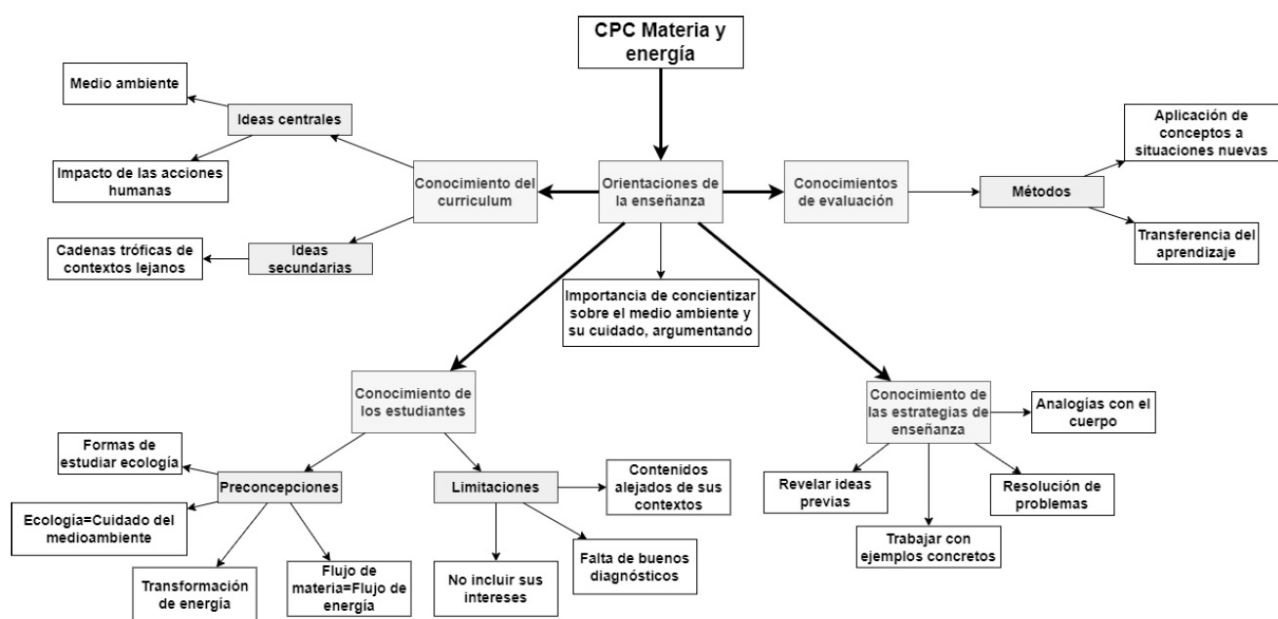 CPC Materia y
energía
Medio ambiente
Ideas centrales
Impacto de las acciones
humanas
Conocimiento del
curriculum
Cadenas tróficas de
contextos lejanos
Ideas
secundarias
Orientaciones de
la enseñanza
Conocimientos
de evaluación
Métodos
Aplicación de
conceptos a
situaciones nuevas
Transferencia del
aprendizaje
Importancia de concientizar
sobre el medio ambiente y
su cuidado, argumentando
Conocimiento de
los estudiantes
Formas de
estudiar ecología
Preconcepciones
Ecología=Cuidado del
medioambiente
Transformación
de energía
Flujo de
materia=Flujo de
energía
Limitaciones
Contenidos
alejados de sus
contextos
No incluir sus
intereses
Falta de buenos
diagnósticos
Conocimiento de
las estrategias de
enseñanza
Analogías con el
cuerpo
Revelar ideas
previas
Trabajar con
ejemplos concretos
Resolución de
problemas